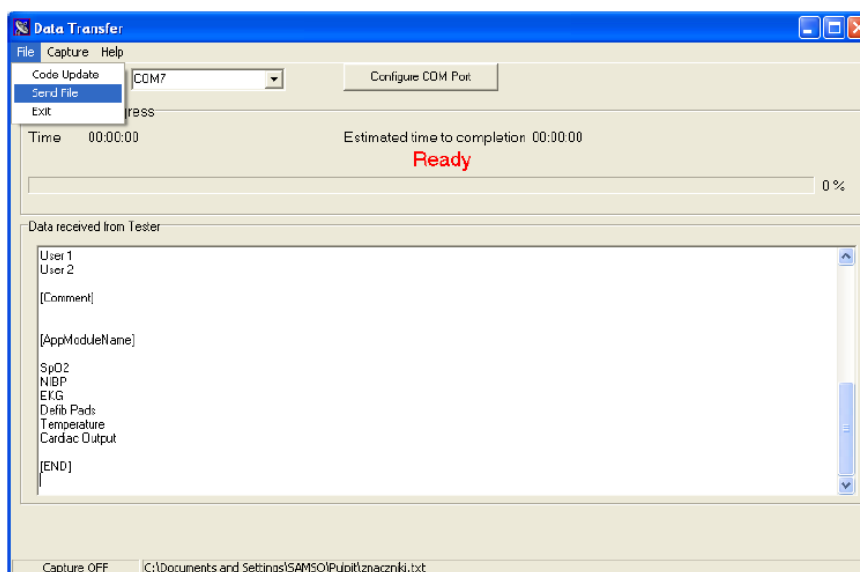 Data Transfer
File Capture Help
Code Update
Send File
Exit
COM7
Configure COM Port
gress
Time 00:00:00
Estimated time to completion 00:00:00
Ready
0 %
Data received from Tester
User 1
User 2
[Comment]
[AppModuleName]
SpO2
NIBP
EKG
Defib Pads
Temperature
Cardiac Output
[END]
Capture OFF C:\Documents and Settings\SAMSO\Pulpit\znaczniki.txt